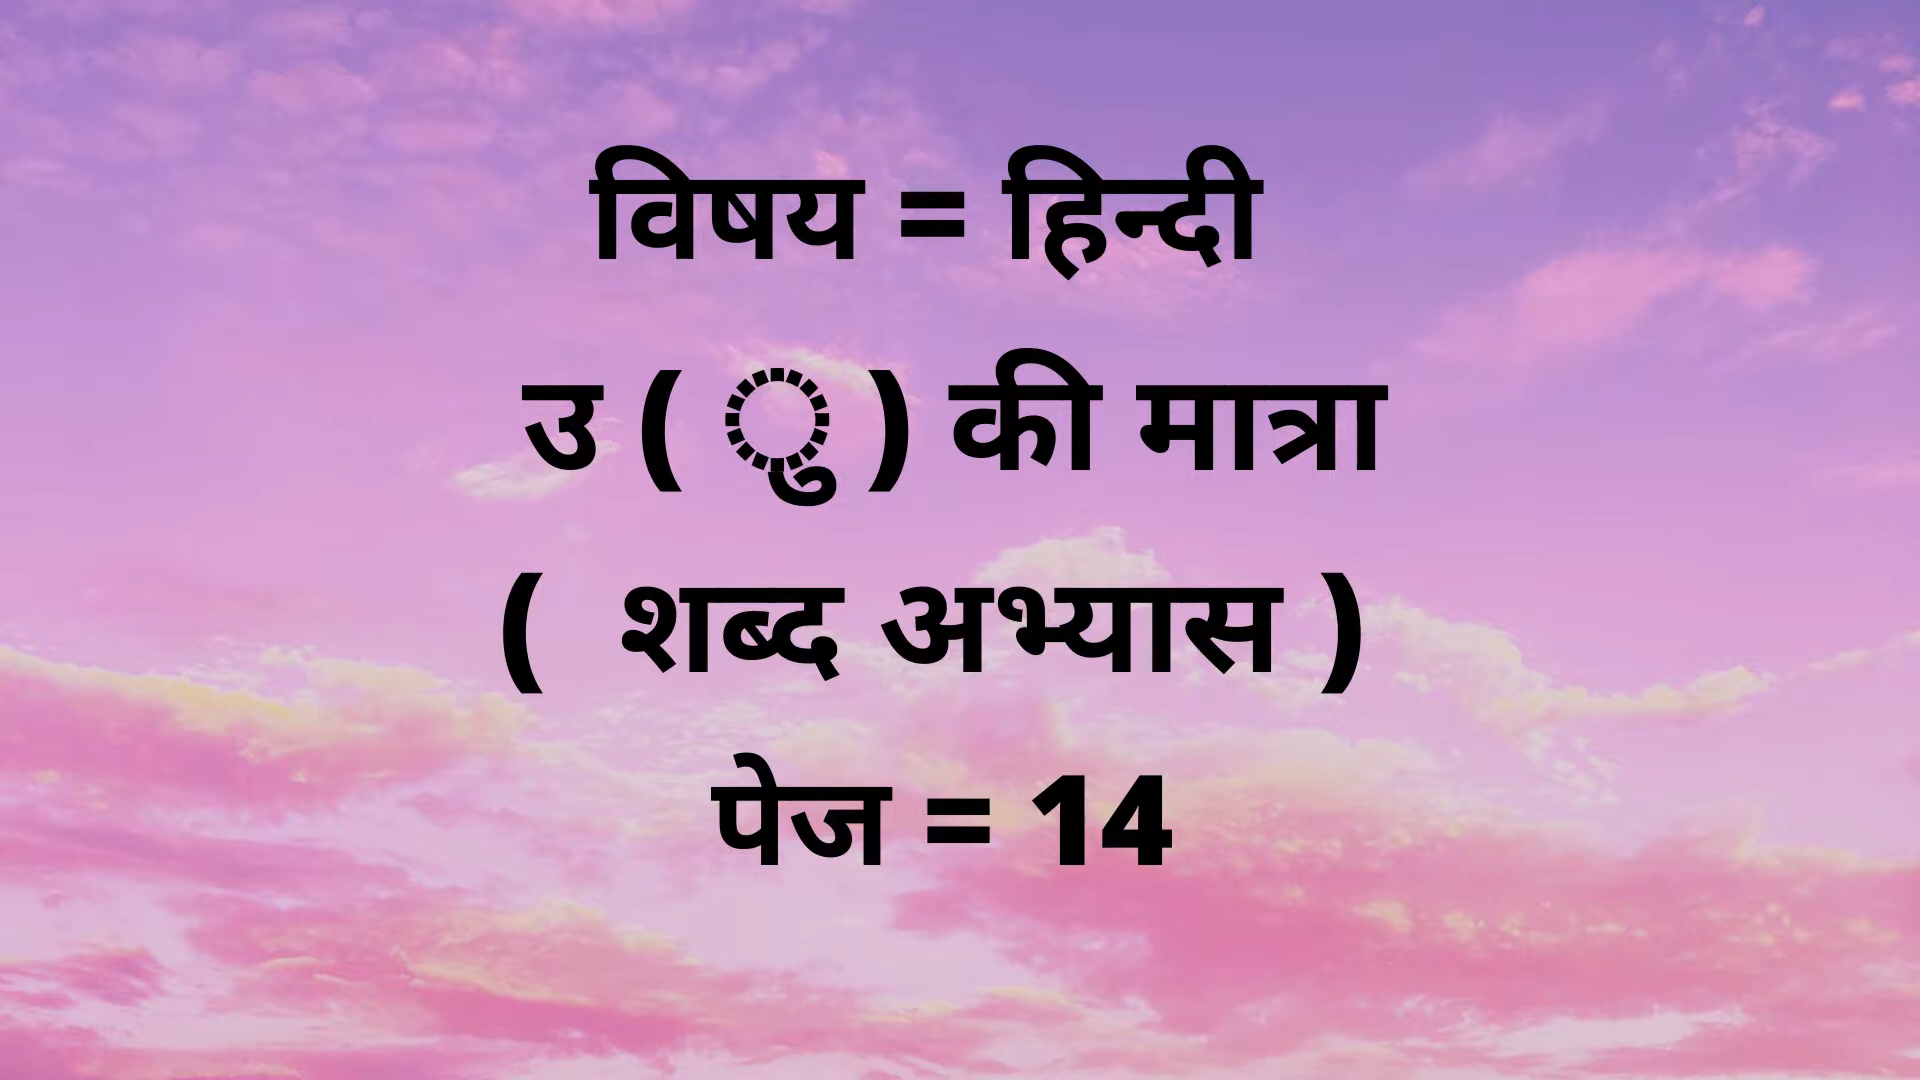 विषय = हिन्दी
उ ( ु ) की मात्रा
( शब्द अभ्यास )
पेज = 14